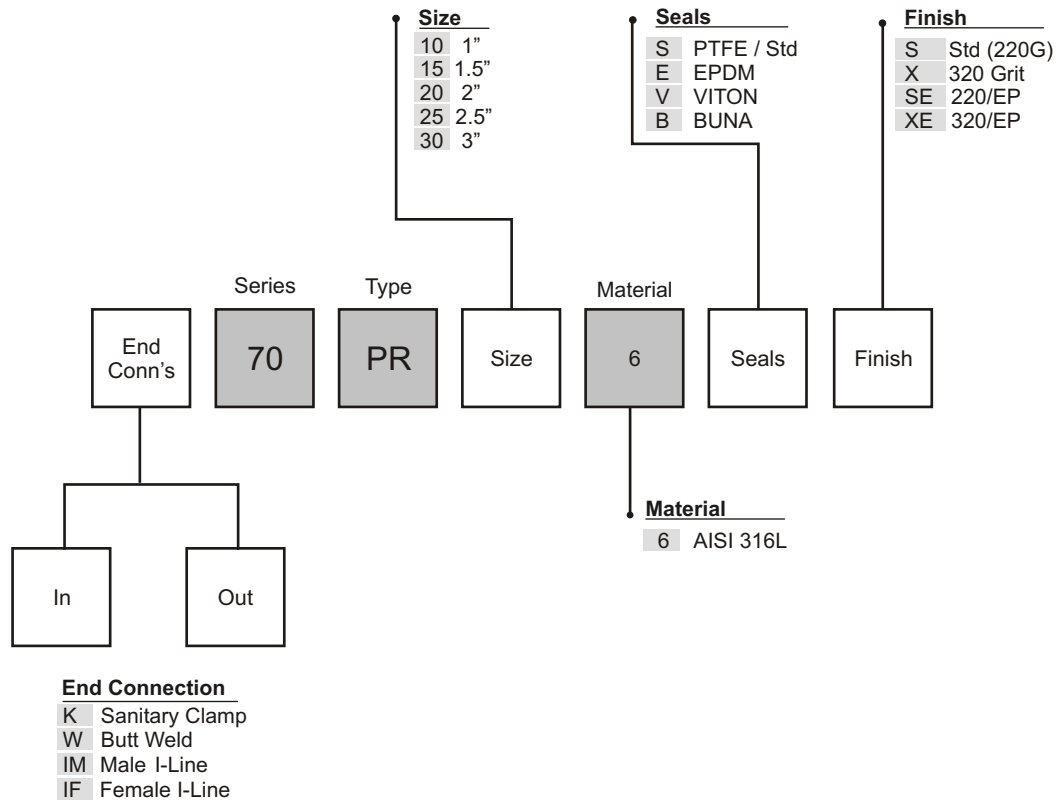 Size
10 1”
15 1.5”
20 2”
25 2.5”
30 3”
Seals
S PTFE / Std
E EPDM
V VITON
B BUNA
Finish
S Std (220G)
X 320 Grit
SE 220/EP
XE 320/EP
Series
Type
Material
End
Conn’s
70
PR
Size
6
Seals
Finish
Material
6 AISI 316L
In
Out
End Connection
K Sanitary Clamp
W Butt Weld
IM Male I-Line
IF Female I-Line